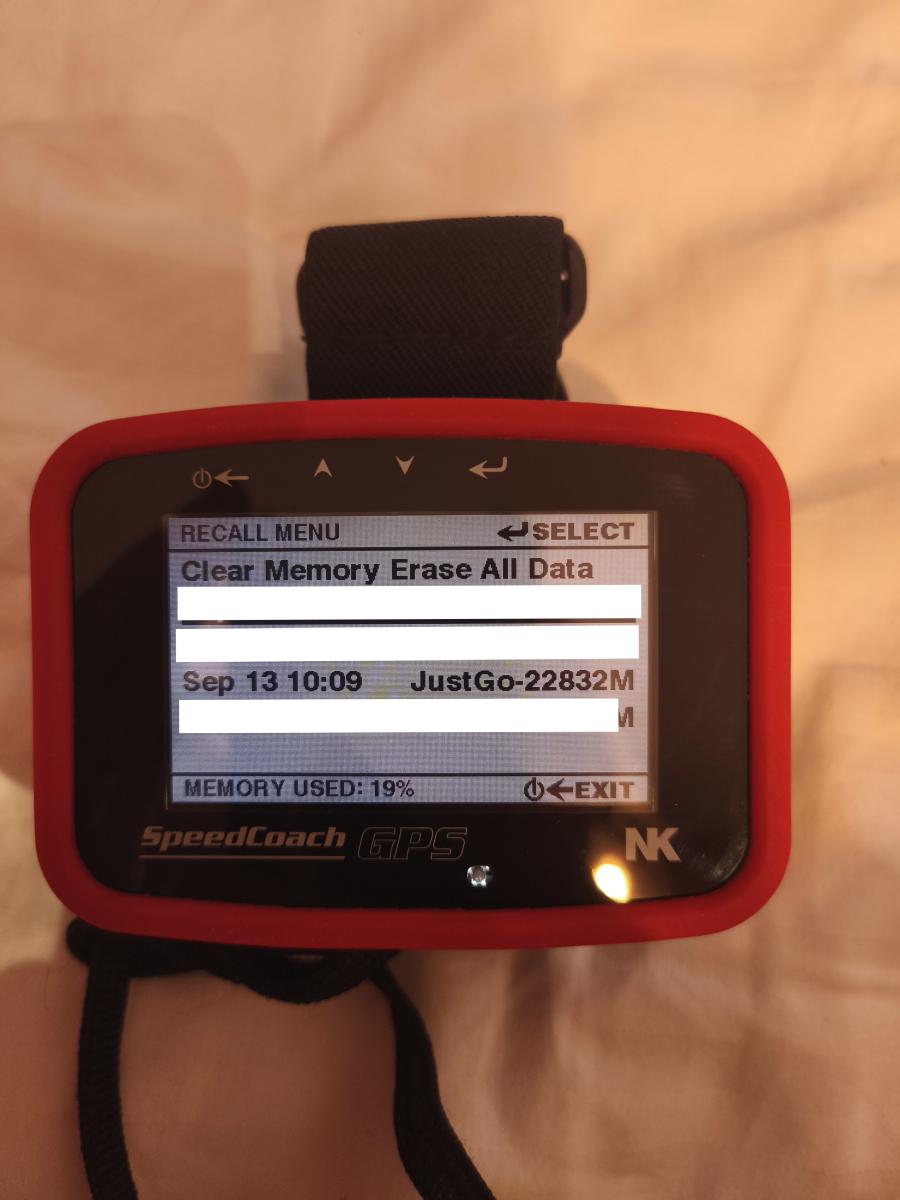 RECALL MENU SELECT
Clear Memory Erase All Data
Sep 13 10:09 JustGo-22832M
M
MEMORY USED: 19% EXIT
SpeedCoach GPS NK